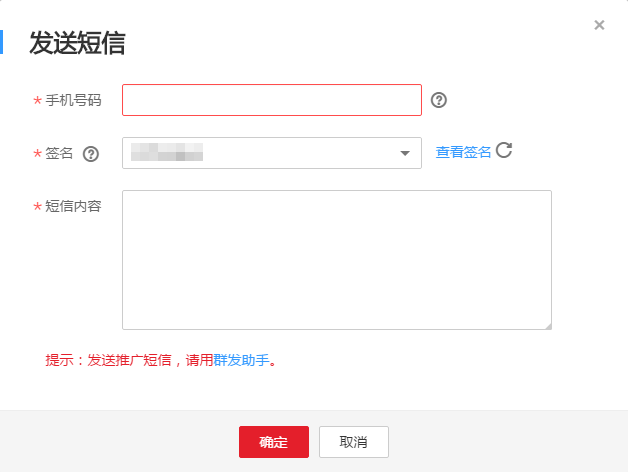 发送短信
×
* 手机号码 ?
* 签名 ? 查看签名
* 短信内容
提示：发送推广短信，请用群发助手。
确定 取消